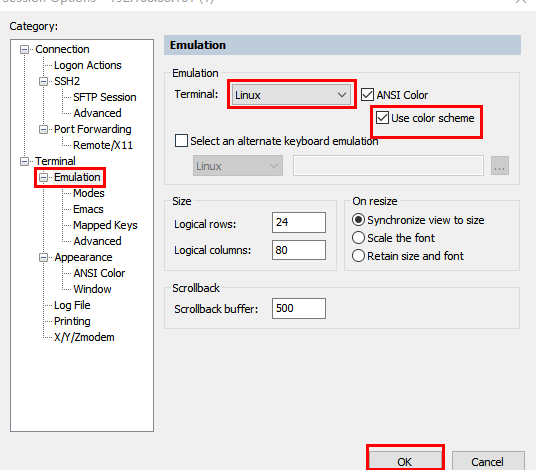 Category:
Connection
Logon Actions
SSH2
SFTP Session
Advanced
Port Forwarding
Remote/X11
Terminal
Emulation
Modes
Emacs
Mapped Keys
Advanced
Appearance
ANSI Color
Window
Log File
Printing
X/Y/Zmodem
Emulation
Emulation
Terminal: Linux ANSI Color
Use color scheme
Select an alternate keyboard emulation
Linux ...
Size
Logical rows: 24
Logical columns: 80
On resize
Synchronize view to size
Scale the font
Retain size and font
Scrollback
Scrollback buffer: 500
OK Cancel